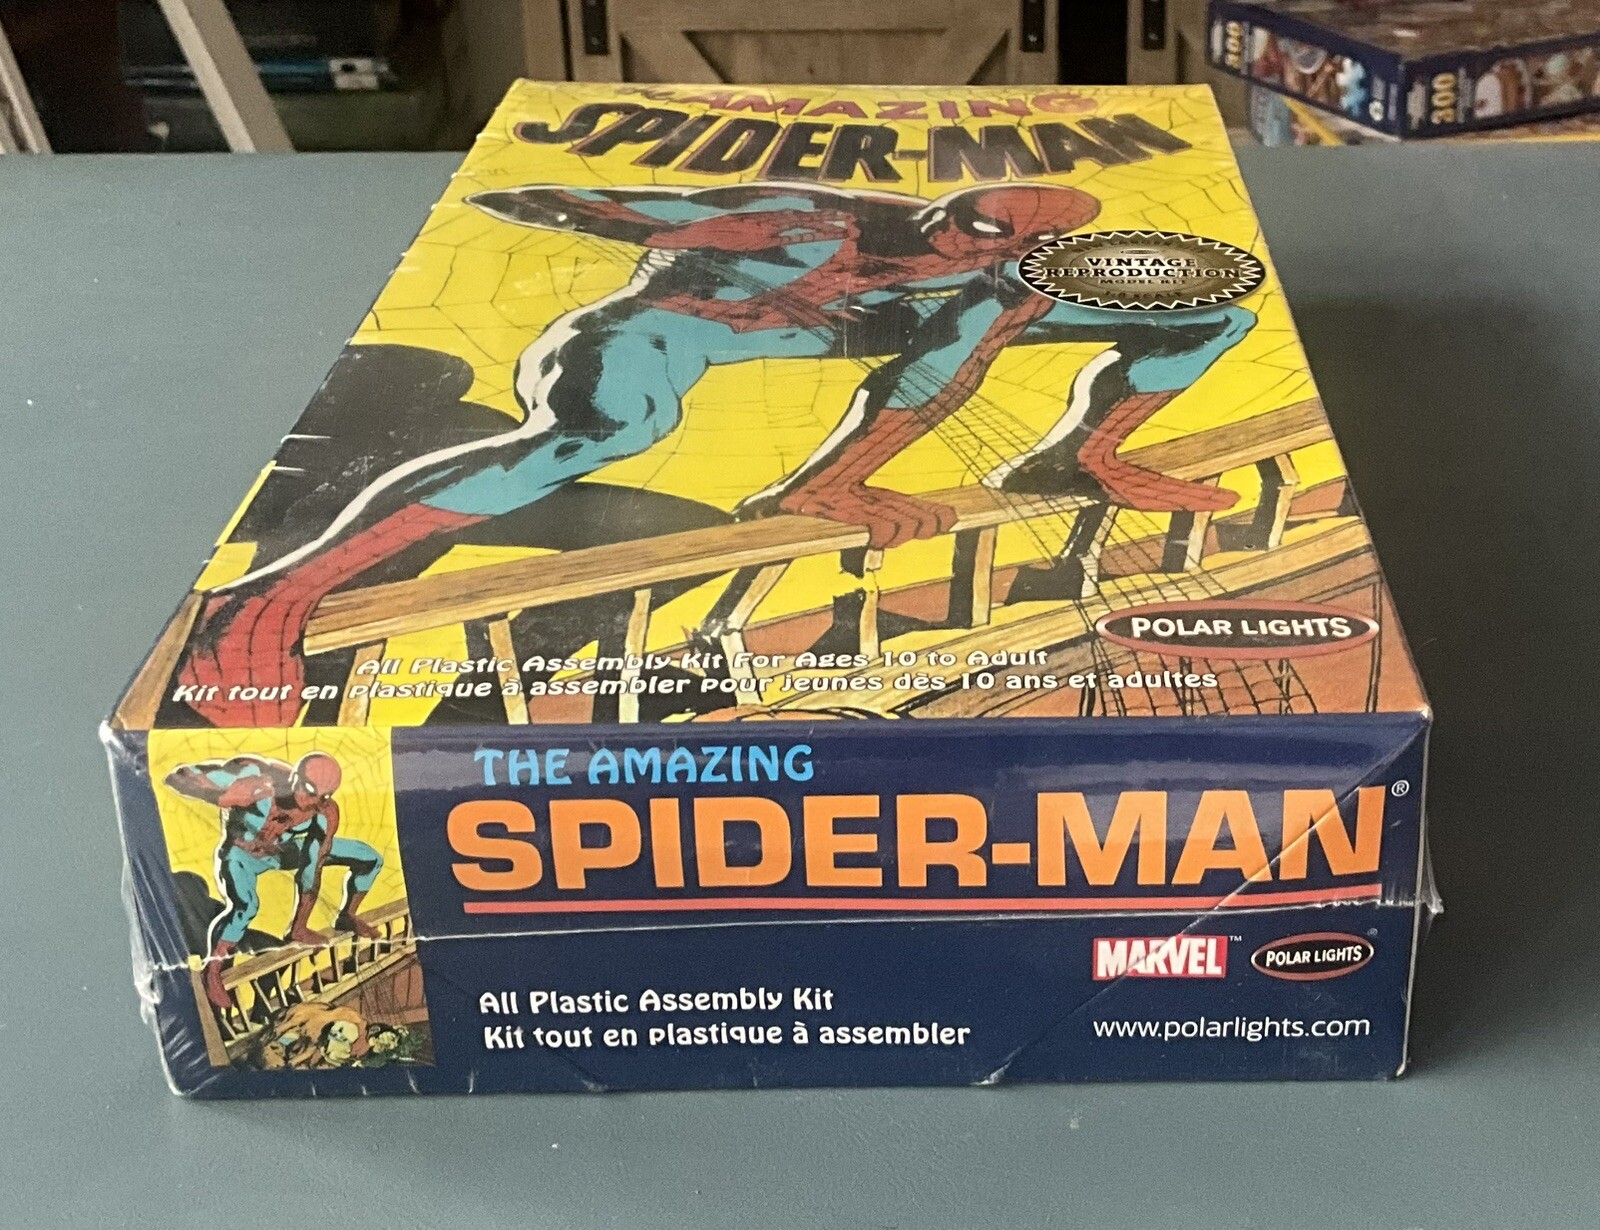 AMAZING
SPIDER-MAN
VINTAGE
REPRODUCTION
MODEL KIT
POLAR LIGHTS
All Plastic Assembly Kit For Ages 10 to Adult
Kit tout en plastique à assembler pour jeunes dès 10 ans et adultes
THE AMAZING
SPIDER-MAN®
MARVEL™
POLAR LIGHTS®
All Plastic Assembly Kit
Kit tout en plastique à assembler
www.polarlights.com
300
300